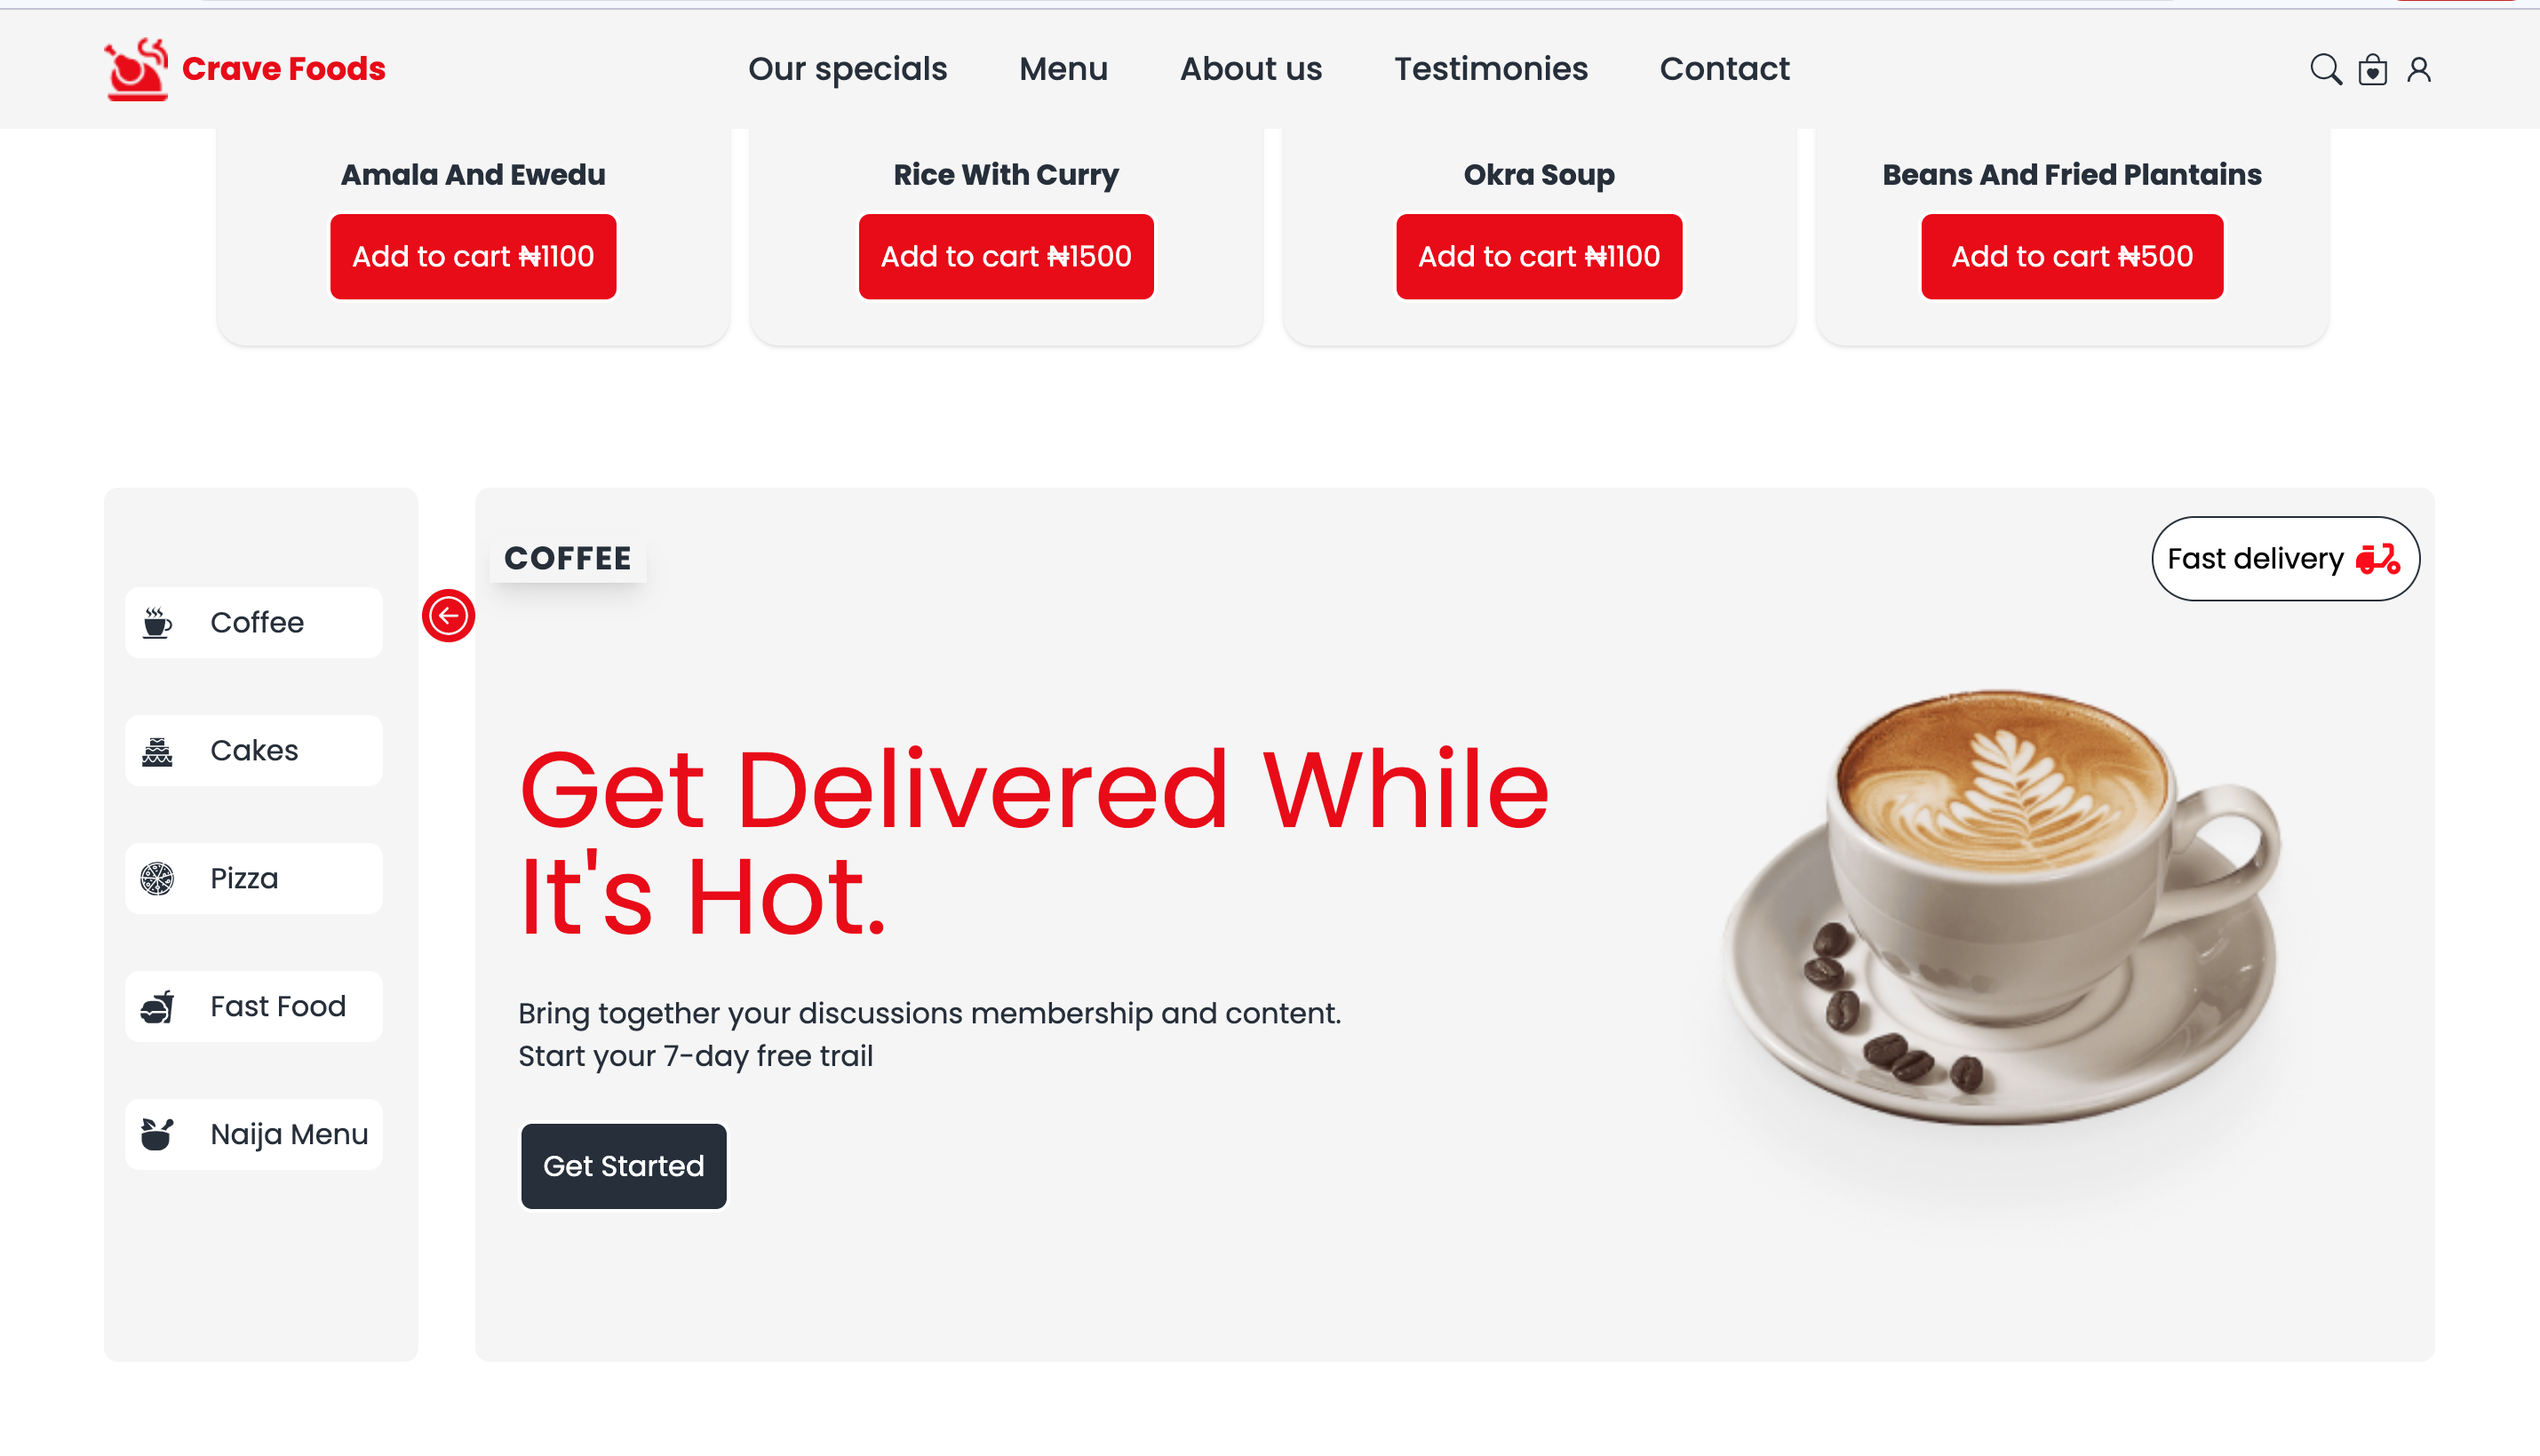 Crave Foods
Our specials
Menu
About us
Testimonies
Contact
Amala And Ewedu
Rice With Curry
Okra Soup
Beans And Fried Plantains
Add to cart ₦1100
Add to cart ₦1500
Add to cart ₦1100
Add to cart ₦500
Coffee
Cakes
Pizza
Fast Food
Naija Menu
COFFEE
Fast delivery
Get Delivered While
It's Hot.
Bring together your discussions membership and content.
Start your 7-day free trail
Get Started